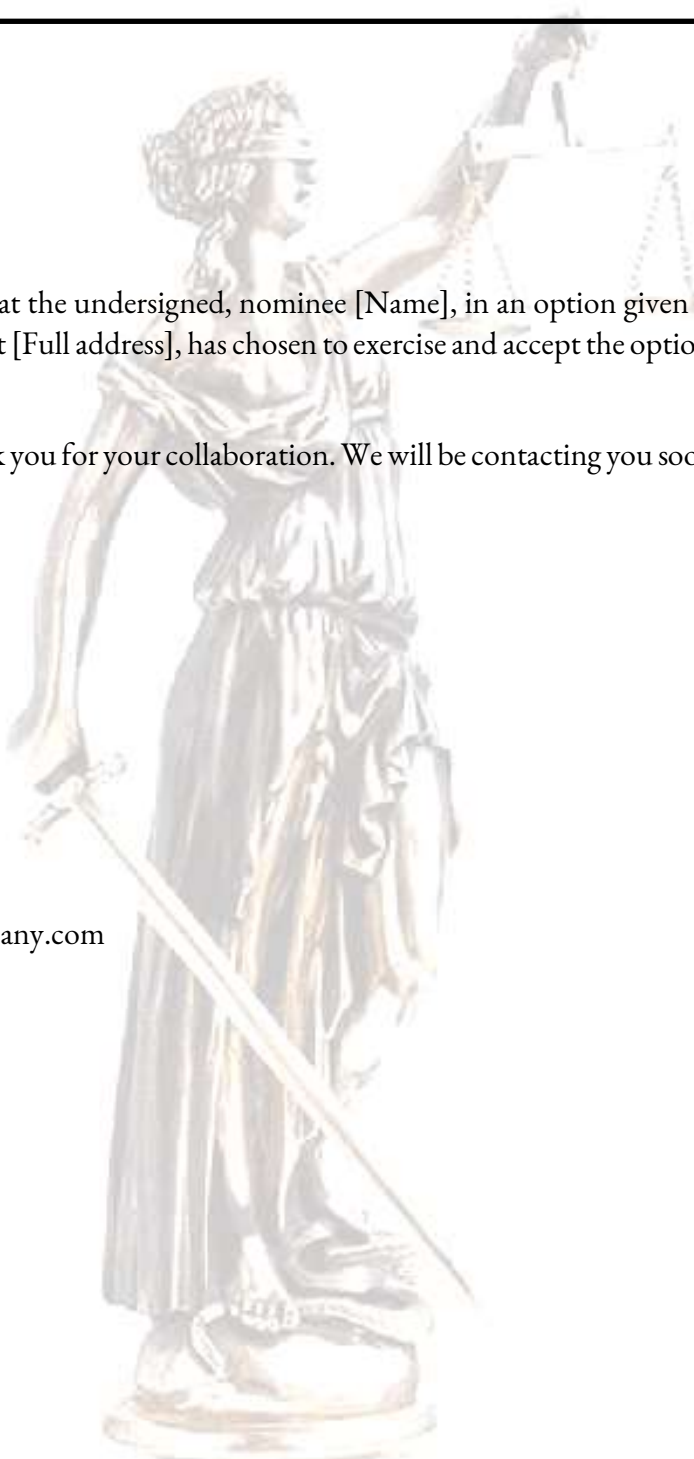 at the undersigned, nominee [Name], in an option given
t [Full address], has chosen to exercise and accept the optio
k you for your collaboration. We will be contacting you soo
any.com